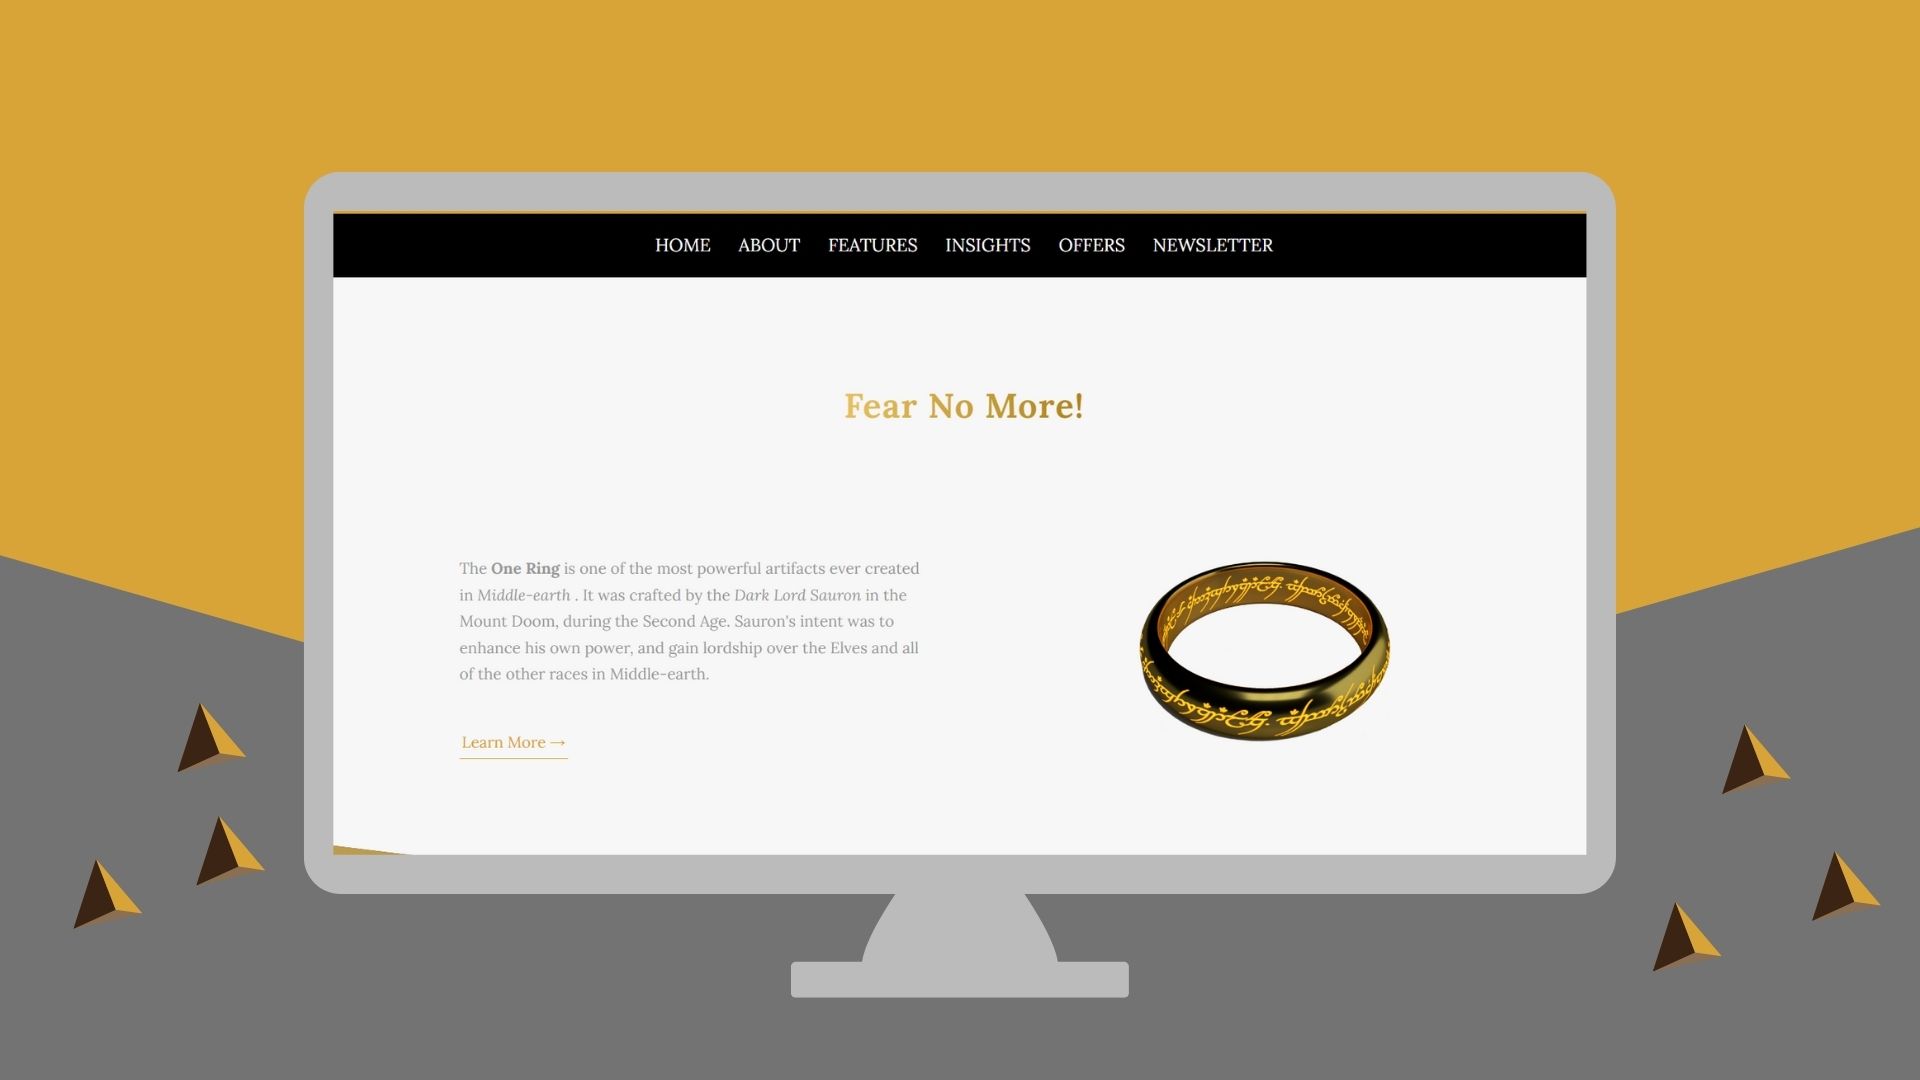 HOME ABOUT FEATURES INSIGHTS OFFERS NEWSLETTER
Fear No More!
The One Ring is one of the most powerful artifacts ever created
in Middle-earth . It was crafted by the Dark Lord Sauron in the
Mount Doom, during the Second Age. Sauron's intent was to
enhance his own power, and gain lordship over the Elves and all
of the other races in Middle-earth.
Learn More →